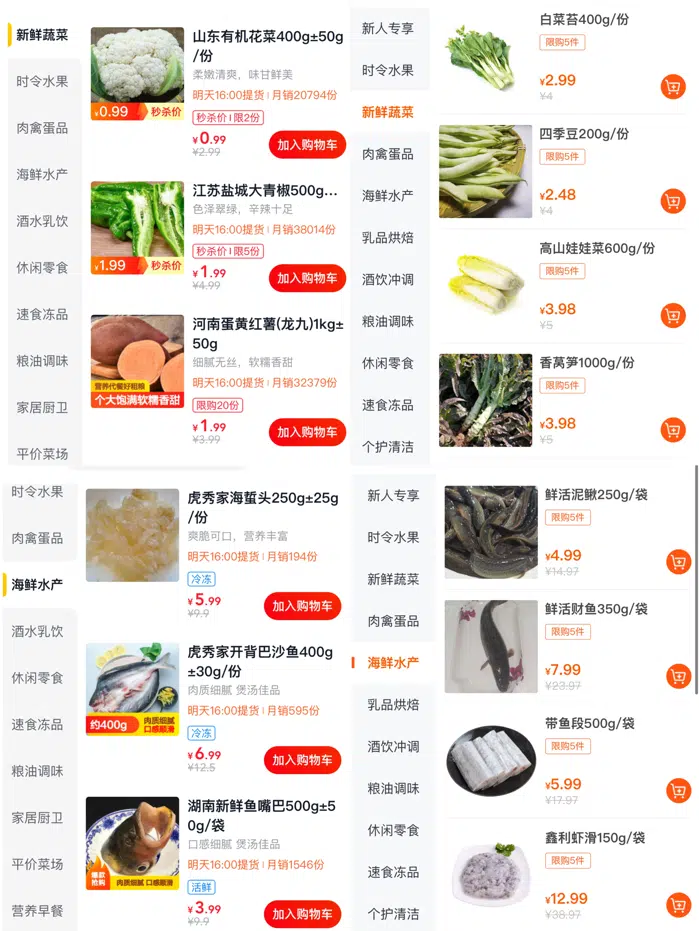 新鲜蔬菜
时令水果
肉禽蛋品
海鲜水产
酒水乳饮
休闲零食
速食冻品
粮油调味
家居厨卫
平价菜场
山东有机花菜400g±50g
/份
柔嫩清爽，味甘鲜美
明天16:00提货 | 月销20794份
秒杀价 | 限2份
¥0.99
¥2.99
加入购物车
¥0.99 秒杀价
江苏盐城大青椒500g...
色泽翠绿，辛辣十足
明天16:00提货 | 月销38014份
秒杀价 | 限5份
¥1.99
¥4.99
加入购物车
¥1.99 秒杀价
河南蛋黄红薯(龙九)1kg±
50g
细腻无丝，软糯香甜
明天16:00提货 | 月销32379份
限购20份
¥1.99
¥3.99
加入购物车
营养代餐好粗粮
个大饱满软糯香甜
新人专享
时令水果
新鲜蔬菜
肉禽蛋品
海鲜水产
乳品烘焙
酒饮冲调
粮油调味
休闲零食
速食冻品
个护清洁
白菜苔400g/份
限购5件
¥2.99
¥4
四季豆200g/份
限购5件
¥2.48
¥4
高山娃娃菜600g/份
限购5件
¥3.98
¥5
香莴笋1000g/份
限购5件
¥3.98
¥5
时令水果
肉禽蛋品
海鲜水产
酒水乳饮
休闲零食
速食冻品
粮油调味
家居厨卫
平价菜场
营养早餐
虎秀家海蜇头250g±25g
/份
爽脆可口，营养丰富
明天16:00提货 | 月销194份
冷冻
¥5.99
¥9.9
加入购物车
虎秀家开背巴沙鱼400g
±30g/份
肉质细腻 煲汤佳品
明天16:00提货 | 月销595份
冷冻
¥6.99
¥12.5
加入购物车
约400g
肉质细腻
口感顺滑
湖南新鲜鱼嘴巴500g±5
0g/袋
口感细腻 煲汤佳品
明天16:00提货 | 月销1546份
活鲜
¥3.99
¥9.9
加入购物车
爆款
抢购
肉质细腻 口感顺滑
新人专享
时令水果
新鲜蔬菜
肉禽蛋品
海鲜水产
乳品烘焙
酒饮冲调
粮油调味
休闲零食
速食冻品
个护清洁
鲜活泥鳅250g/袋
限购5件
¥4.99
¥14.97
鲜活财鱼350g/袋
限购5件
¥7.99
¥23.97
带鱼段500g/袋
限购5件
¥5.99
¥17.97
鑫利虾滑150g/袋
限购5件
¥12.99
¥38.97